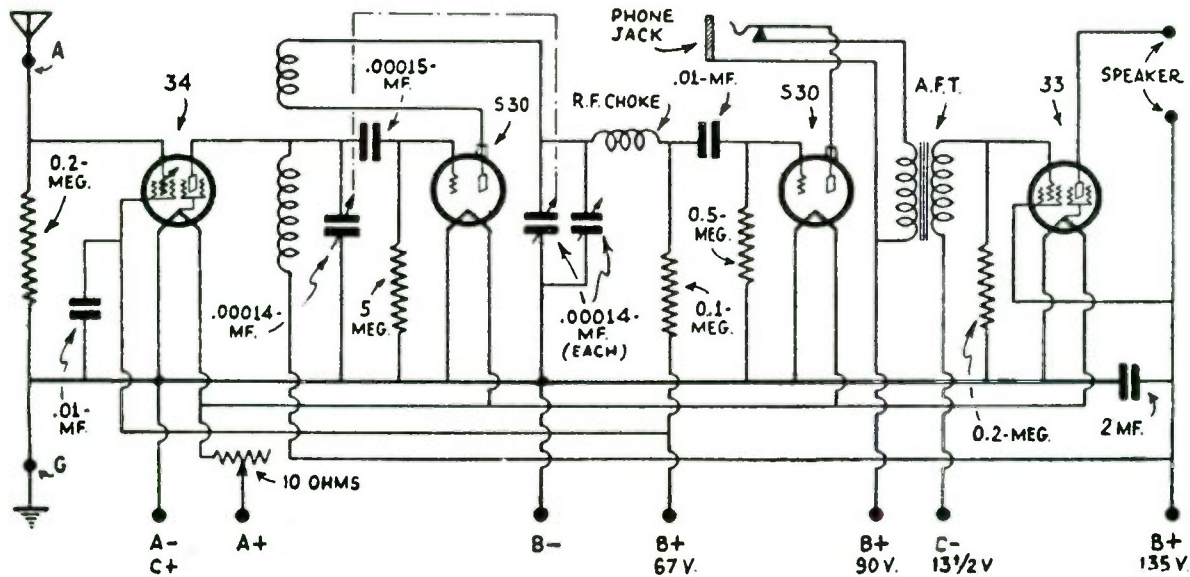 PHONE
JACK
A
.00015-
MF.
34
S30
R.F. CHOKE
.01-MF.
S30
A.F.T.
33
SPEAKER
0.2-
MEG.
0.5-
MEG.
.00014-
MF.
5
MEG.
.00014-
MF.
(EACH)
0.1-
MEG.
.01-
MF.
0.2-MEG.
2 MF.
G
10 OHMS
A-
C+
A+
B-
B+
67 V.
B+
90 V.
C-
13 1/2 V
B+
135 V.